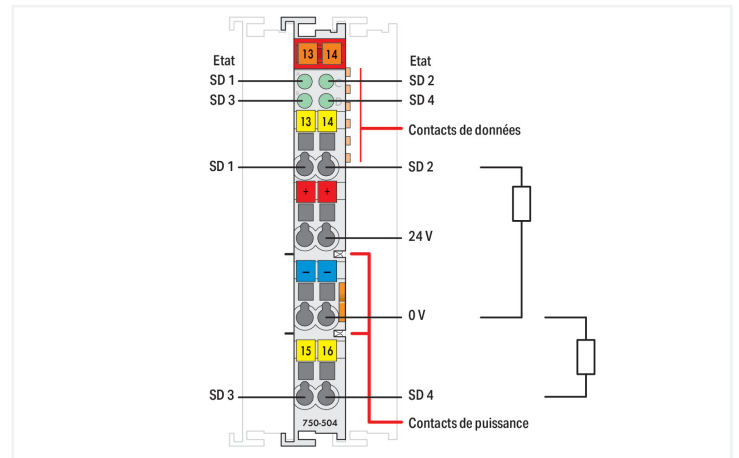 13 14
Etat Etat
SD 1 SD 2
SD 3 SD 4
13 14
Contacts de données
SD 1 SD 2
+ +
24 V
– –
0 V
15 16
SD 3 SD 4
750-504
Contacts de puissance